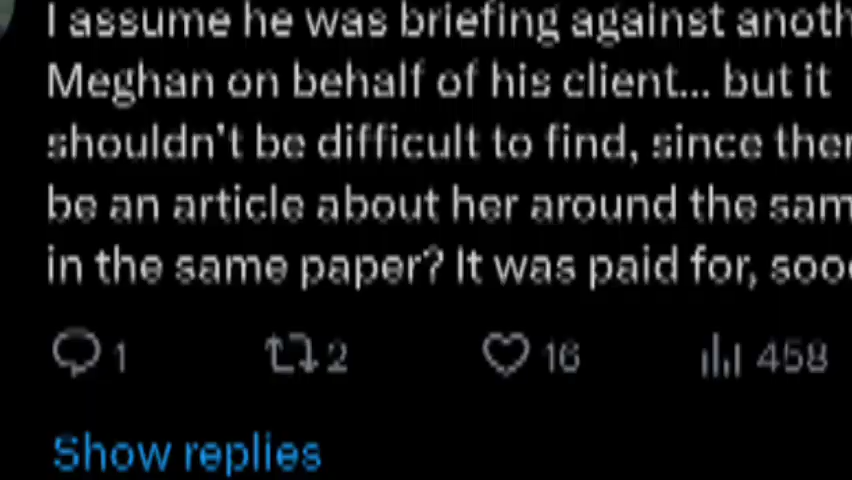 I assume he was briefing against anoth
Meghan on behalf of his client... but it
shouldn't be difficult to find, since ther
be an article about her around the sam
in the same paper? It was paid for, sooo
1 2 16 458
Show replies